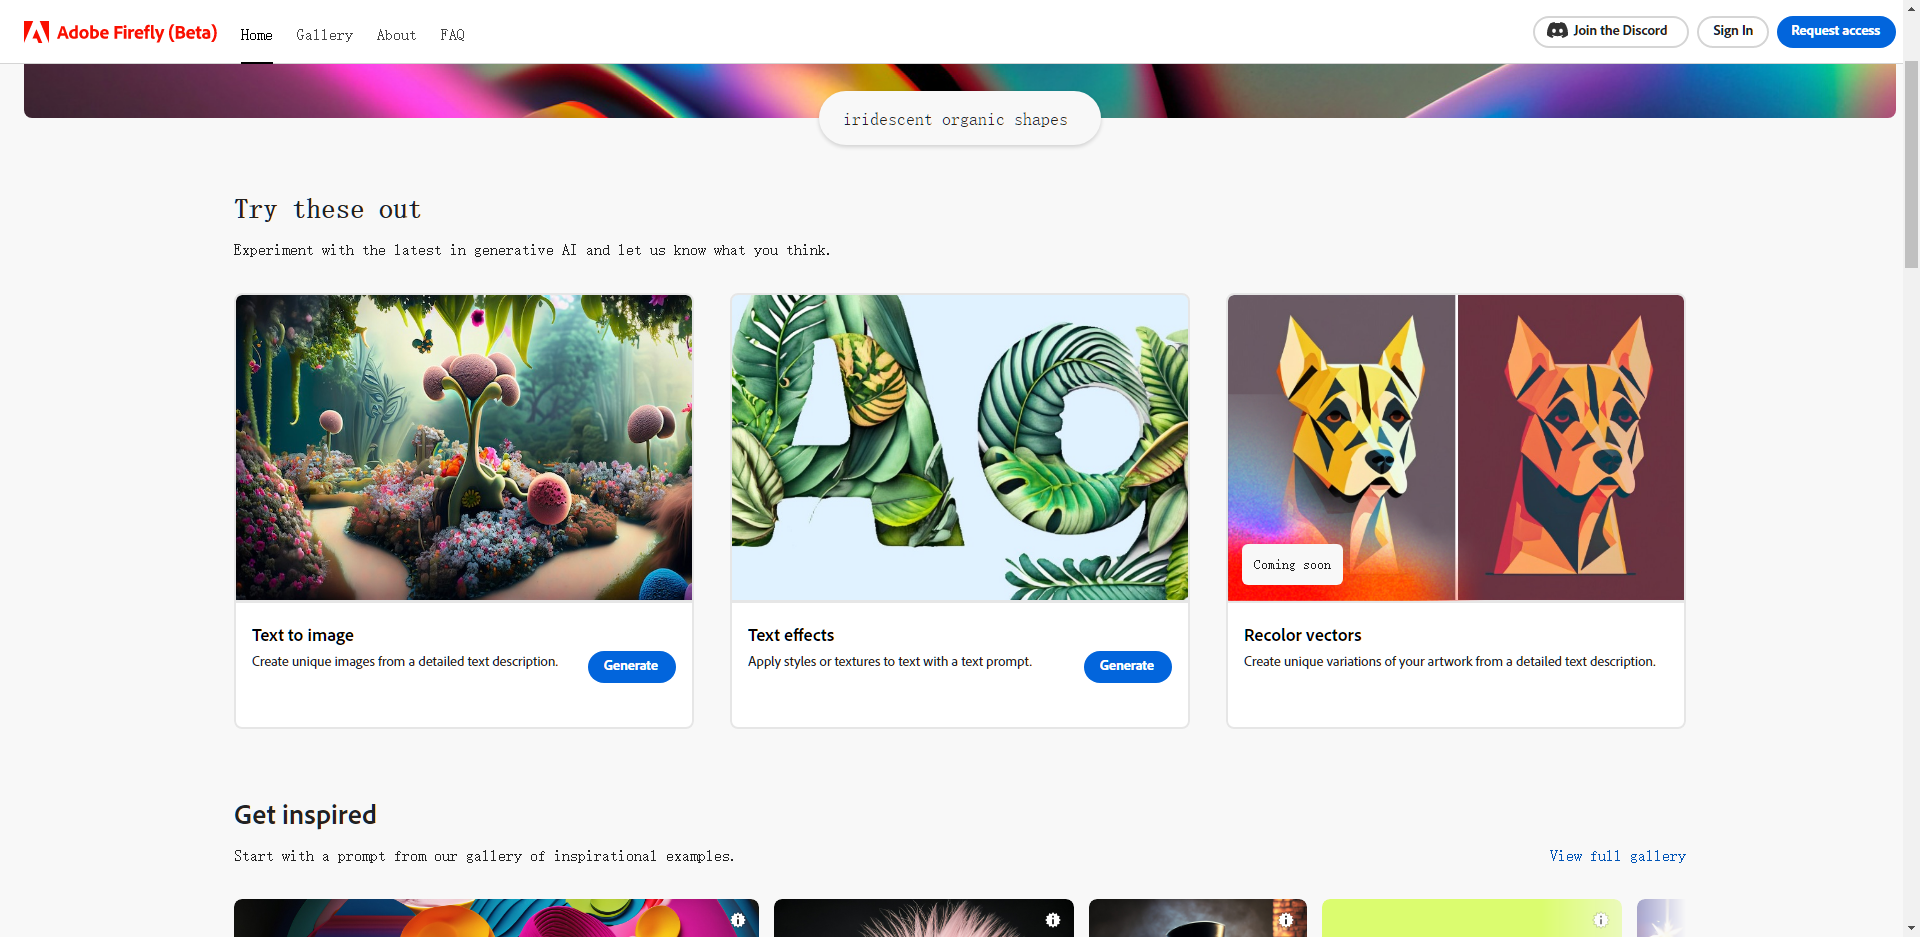 Adobe Firefly (Beta) Home Gallery About FAQ Join the Discord Sign In Request access
iridescent organic shapes
Try these out
Experiment with the latest in generative AI and let us know what you think.
Ag
Coming soon
Text to image
Create unique images from a detailed text description.
Generate
Text effects
Apply styles or textures to text with a text prompt.
Generate
Recolor vectors
Create unique variations of your artwork from a detailed text description.
Get inspired
Start with a prompt from our gallery of inspirational examples.
View full gallery